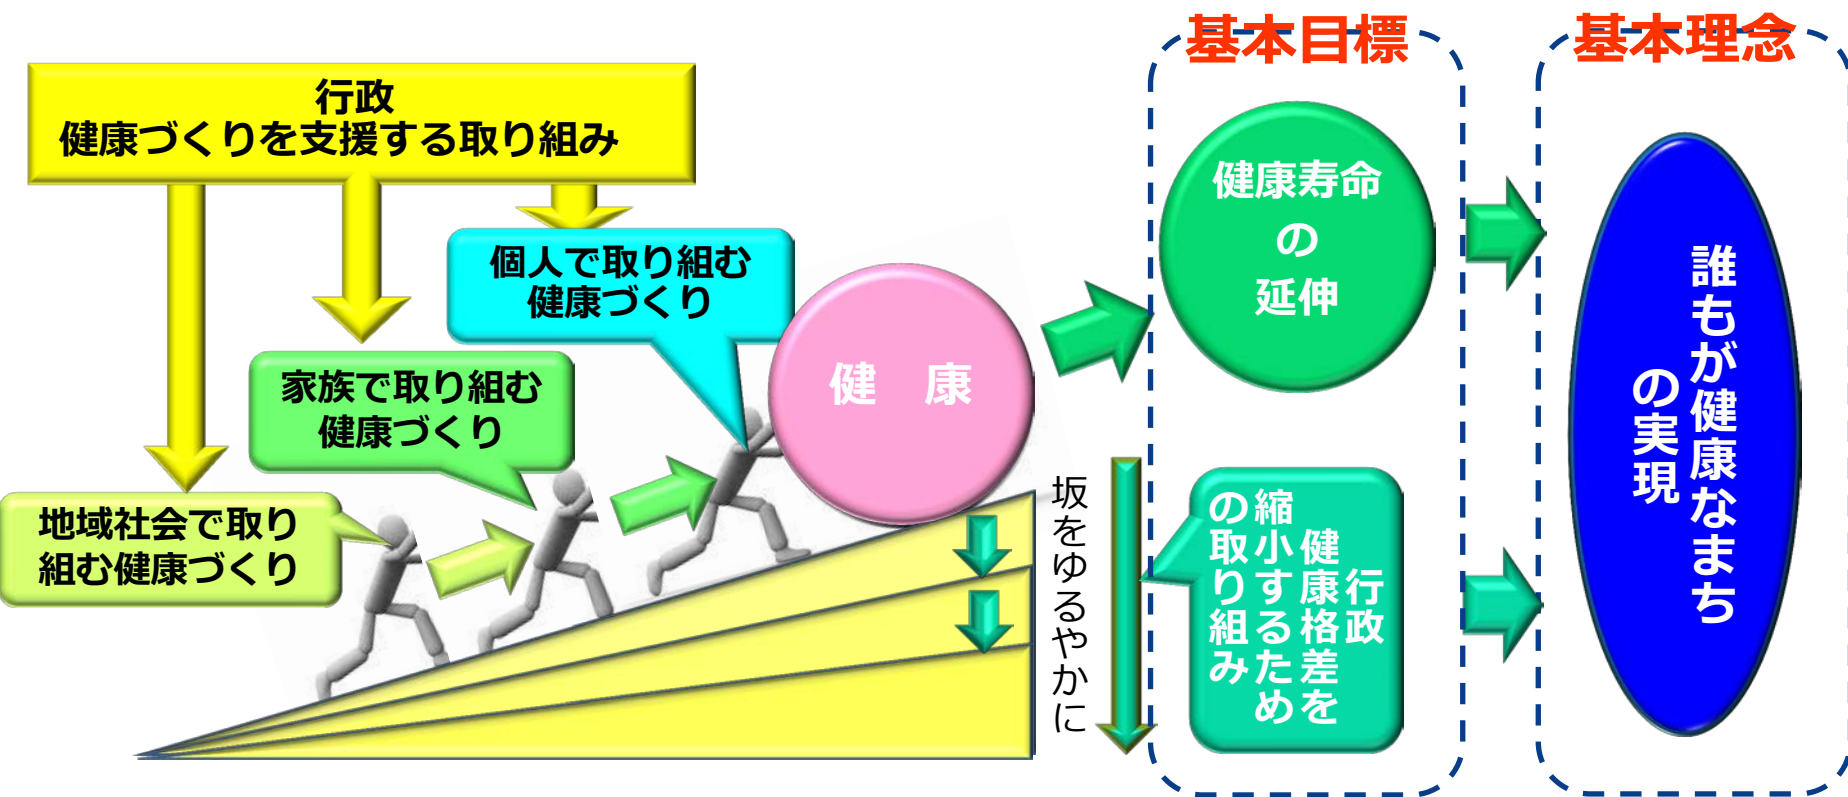 基本目標
基本理念
行政
健康づくりを支援する取り組み
個人で取り組む
健康づくり
家族で取り組む
健康づくり
地域社会で取り
組む健康づくり
健　康
坂をゆるやかに
健康寿命
の
延伸
行政
健康格差を
縮小するため
の取り組み
誰もが健康なまち
の実現